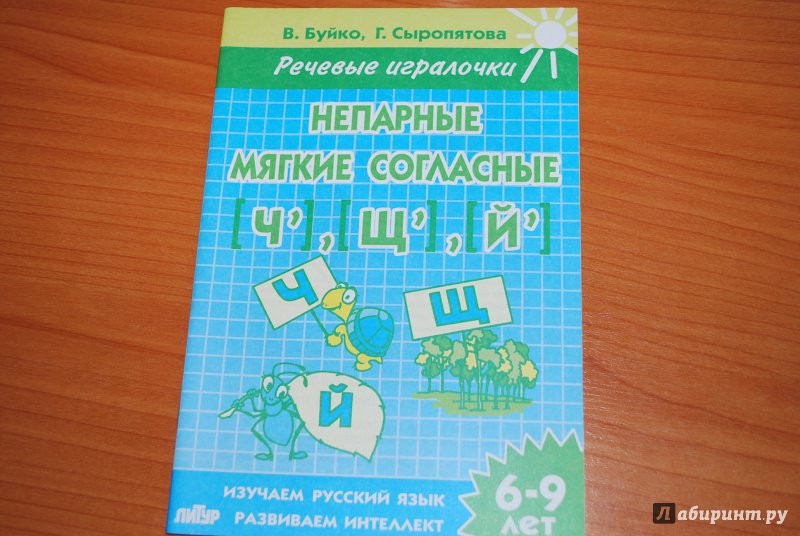 В. Буйко, Г. Сыропятова
Речевые игралочки
НЕПАРНЫЕ
МЯГКИЕ СОГЛАСНЫЕ
[Ч’],[Щ’],[Й’]
Ч
Щ
Й
6-9
лет
ИЗУЧАЕМ РУССКИЙ ЯЗЫК
РАЗВИВАЕМ ИНТЕЛЛЕКТ
ЛИТУР
Лабиринт.ру